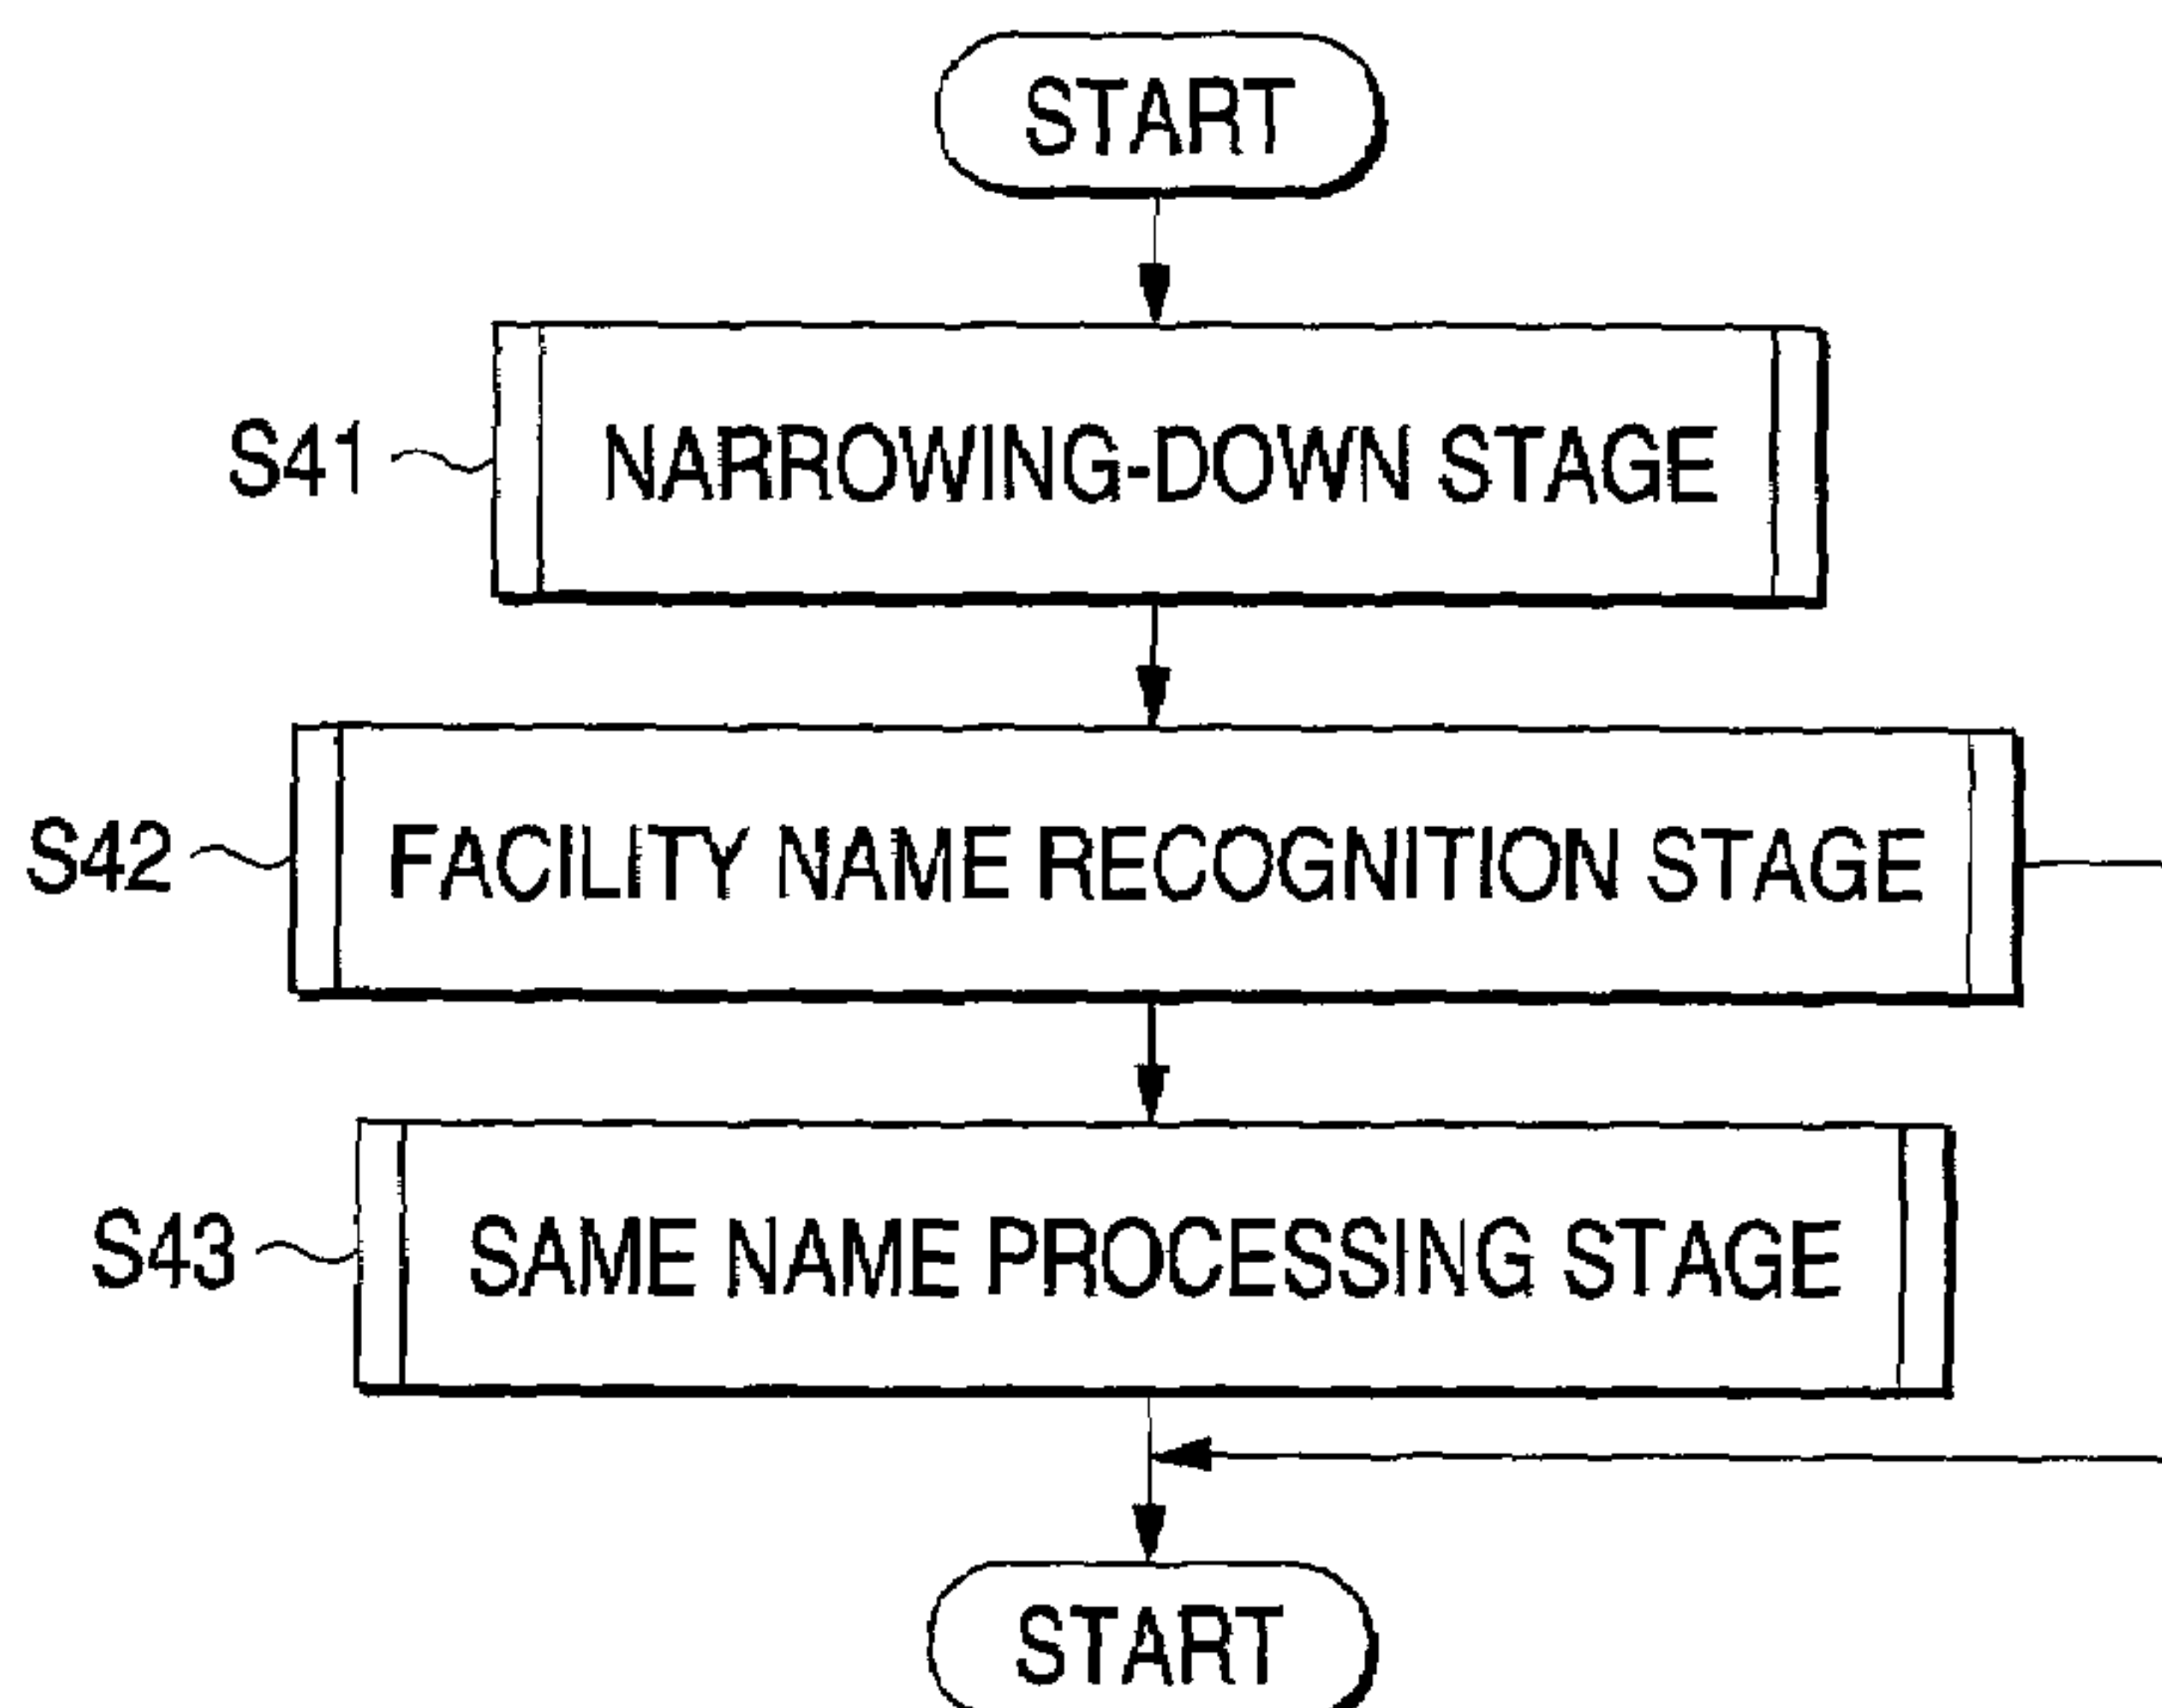 START
S41 NARROWING-DOWN STAGE
S42 FACILITY NAME RECOGNITION STAGE
S43 SAME NAME PROCESSING STAGE
START